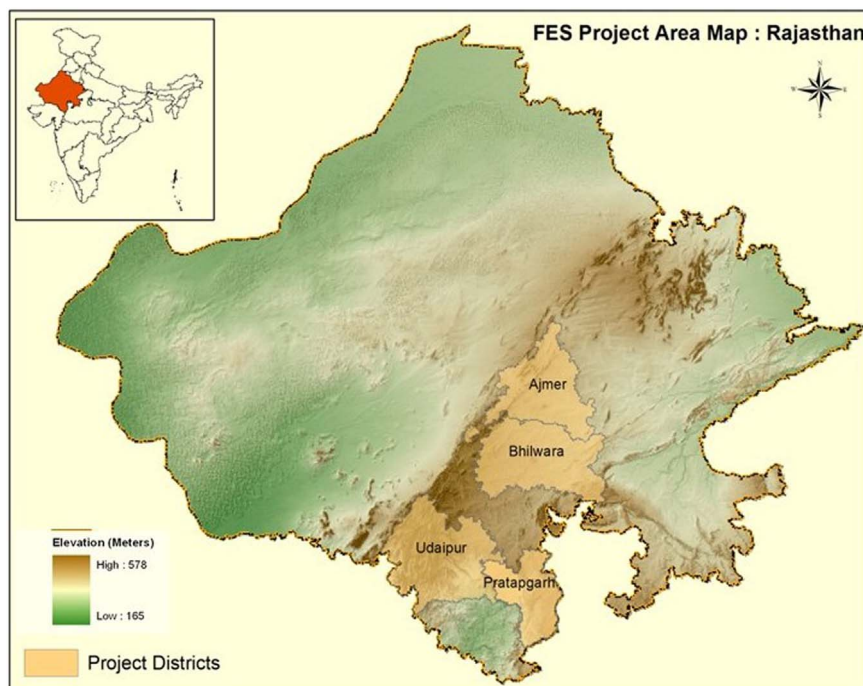 FES Project Area Map : Rajasthan
N
W
E
S
Ajmer
Bhilwara
Udaipur
Pratapgarh
Elevation (Meters)
High : 578
Low : 165
Project Districts